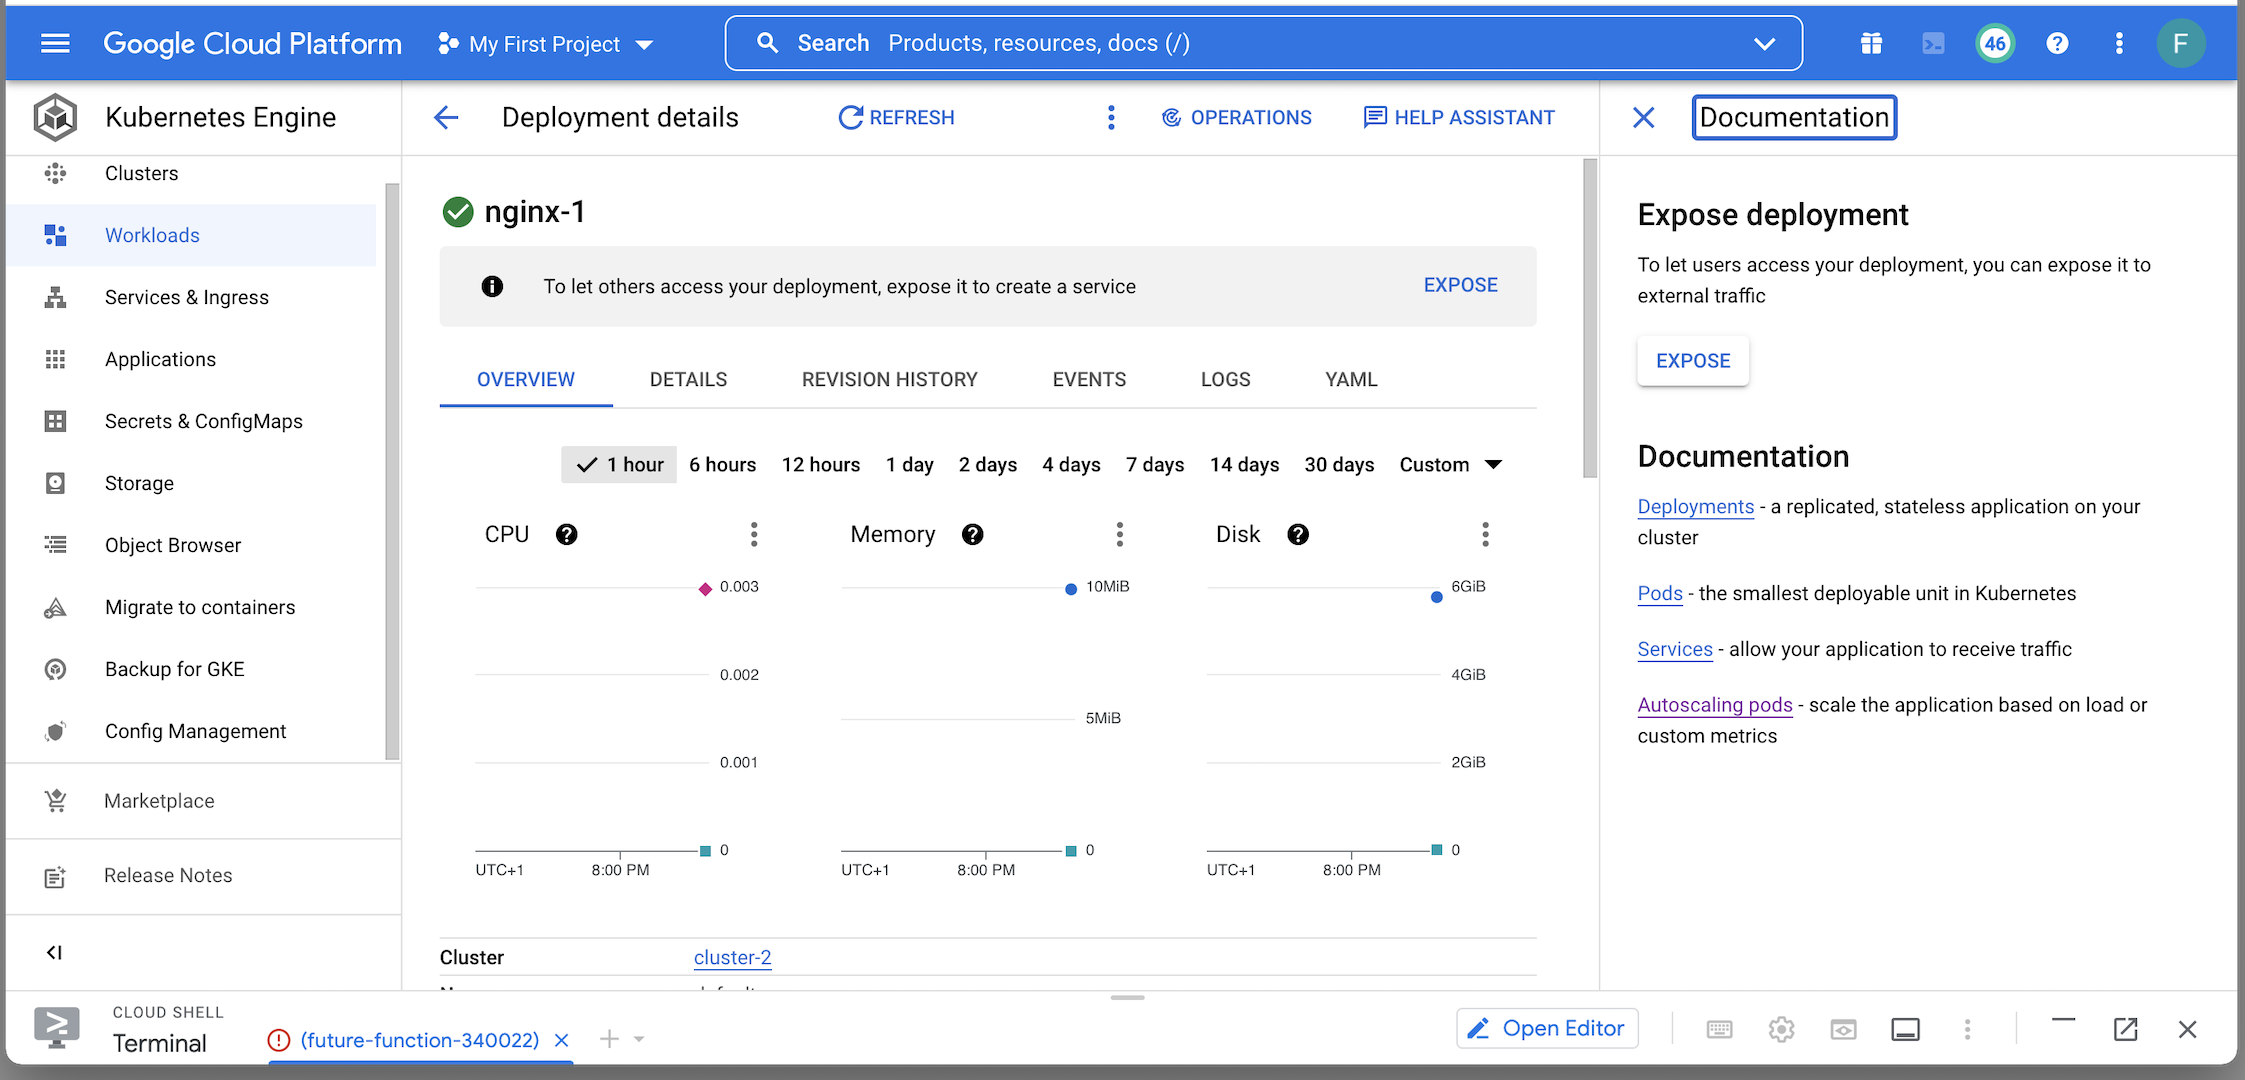 Google Cloud Platform
My First Project
Search Products, resources, docs (/)
46
F
Kubernetes Engine
Clusters
Workloads
Services & Ingress
Applications
Secrets & ConfigMaps
Storage
Object Browser
Migrate to containers
Backup for GKE
Config Management
Marketplace
Release Notes
Deployment details
REFRESH
OPERATIONS
HELP ASSISTANT
nginx-1
To let others access your deployment, expose it to create a service
EXPOSE
OVERVIEW
DETAILS
REVISION HISTORY
EVENTS
LOGS
YAML
1 hour
6 hours
12 hours
1 day
2 days
4 days
7 days
14 days
30 days
Custom
CPU
0.003
0.002
0.001
0
UTC+1
8:00 PM
Memory
10MiB
5MiB
0
UTC+1
8:00 PM
Disk
6GiB
4GiB
2GiB
0
UTC+1
8:00 PM
Cluster
cluster-2
Documentation
Expose deployment
To let users access your deployment, you can expose it to
external traffic
EXPOSE
Documentation
Deployments - a replicated, stateless application on your
cluster
Pods - the smallest deployable unit in Kubernetes
Services - allow your application to receive traffic
Autoscaling pods - scale the application based on load or
custom metrics
CLOUD SHELL
Terminal
(future-function-340022)
Open Editor